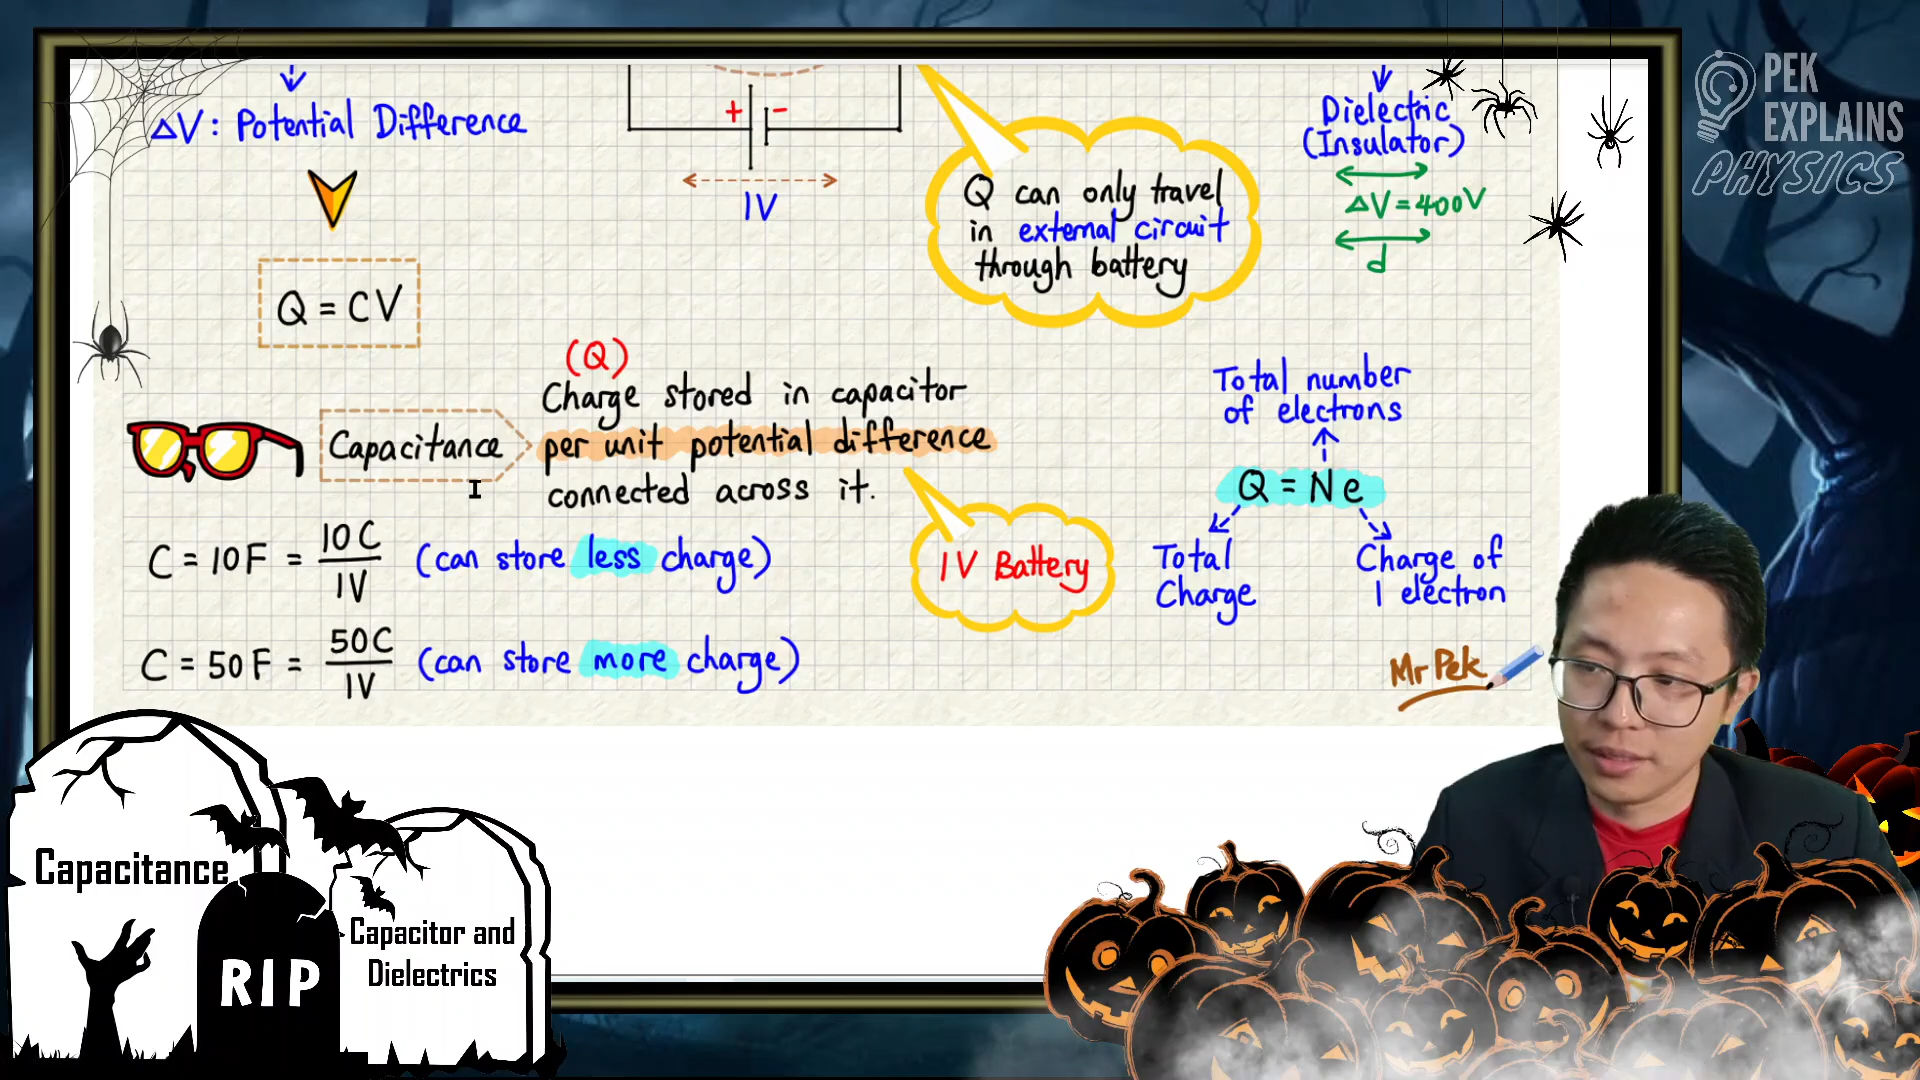 ΔV : Potential Difference
Q = CV
+ -
1V
Q can only travel
in external circuit
through battery
Dielectric
(Insulator)
ΔV = 400V
d
PEK
EXPLAINS
PHYSICS
(Q)
Capacitance
Charge stored in capacitor
per unit potential difference
connected across it.
C = 10F = 10C / 1V (can store less charge)
C = 50F = 50C / 1V (can store more charge)
1V Battery
Total number
of electrons
Q = Ne
Total
Charge
Charge of
1 electron
Mr Pek
Capacitance
RIP
Capacitor and
Dielectrics